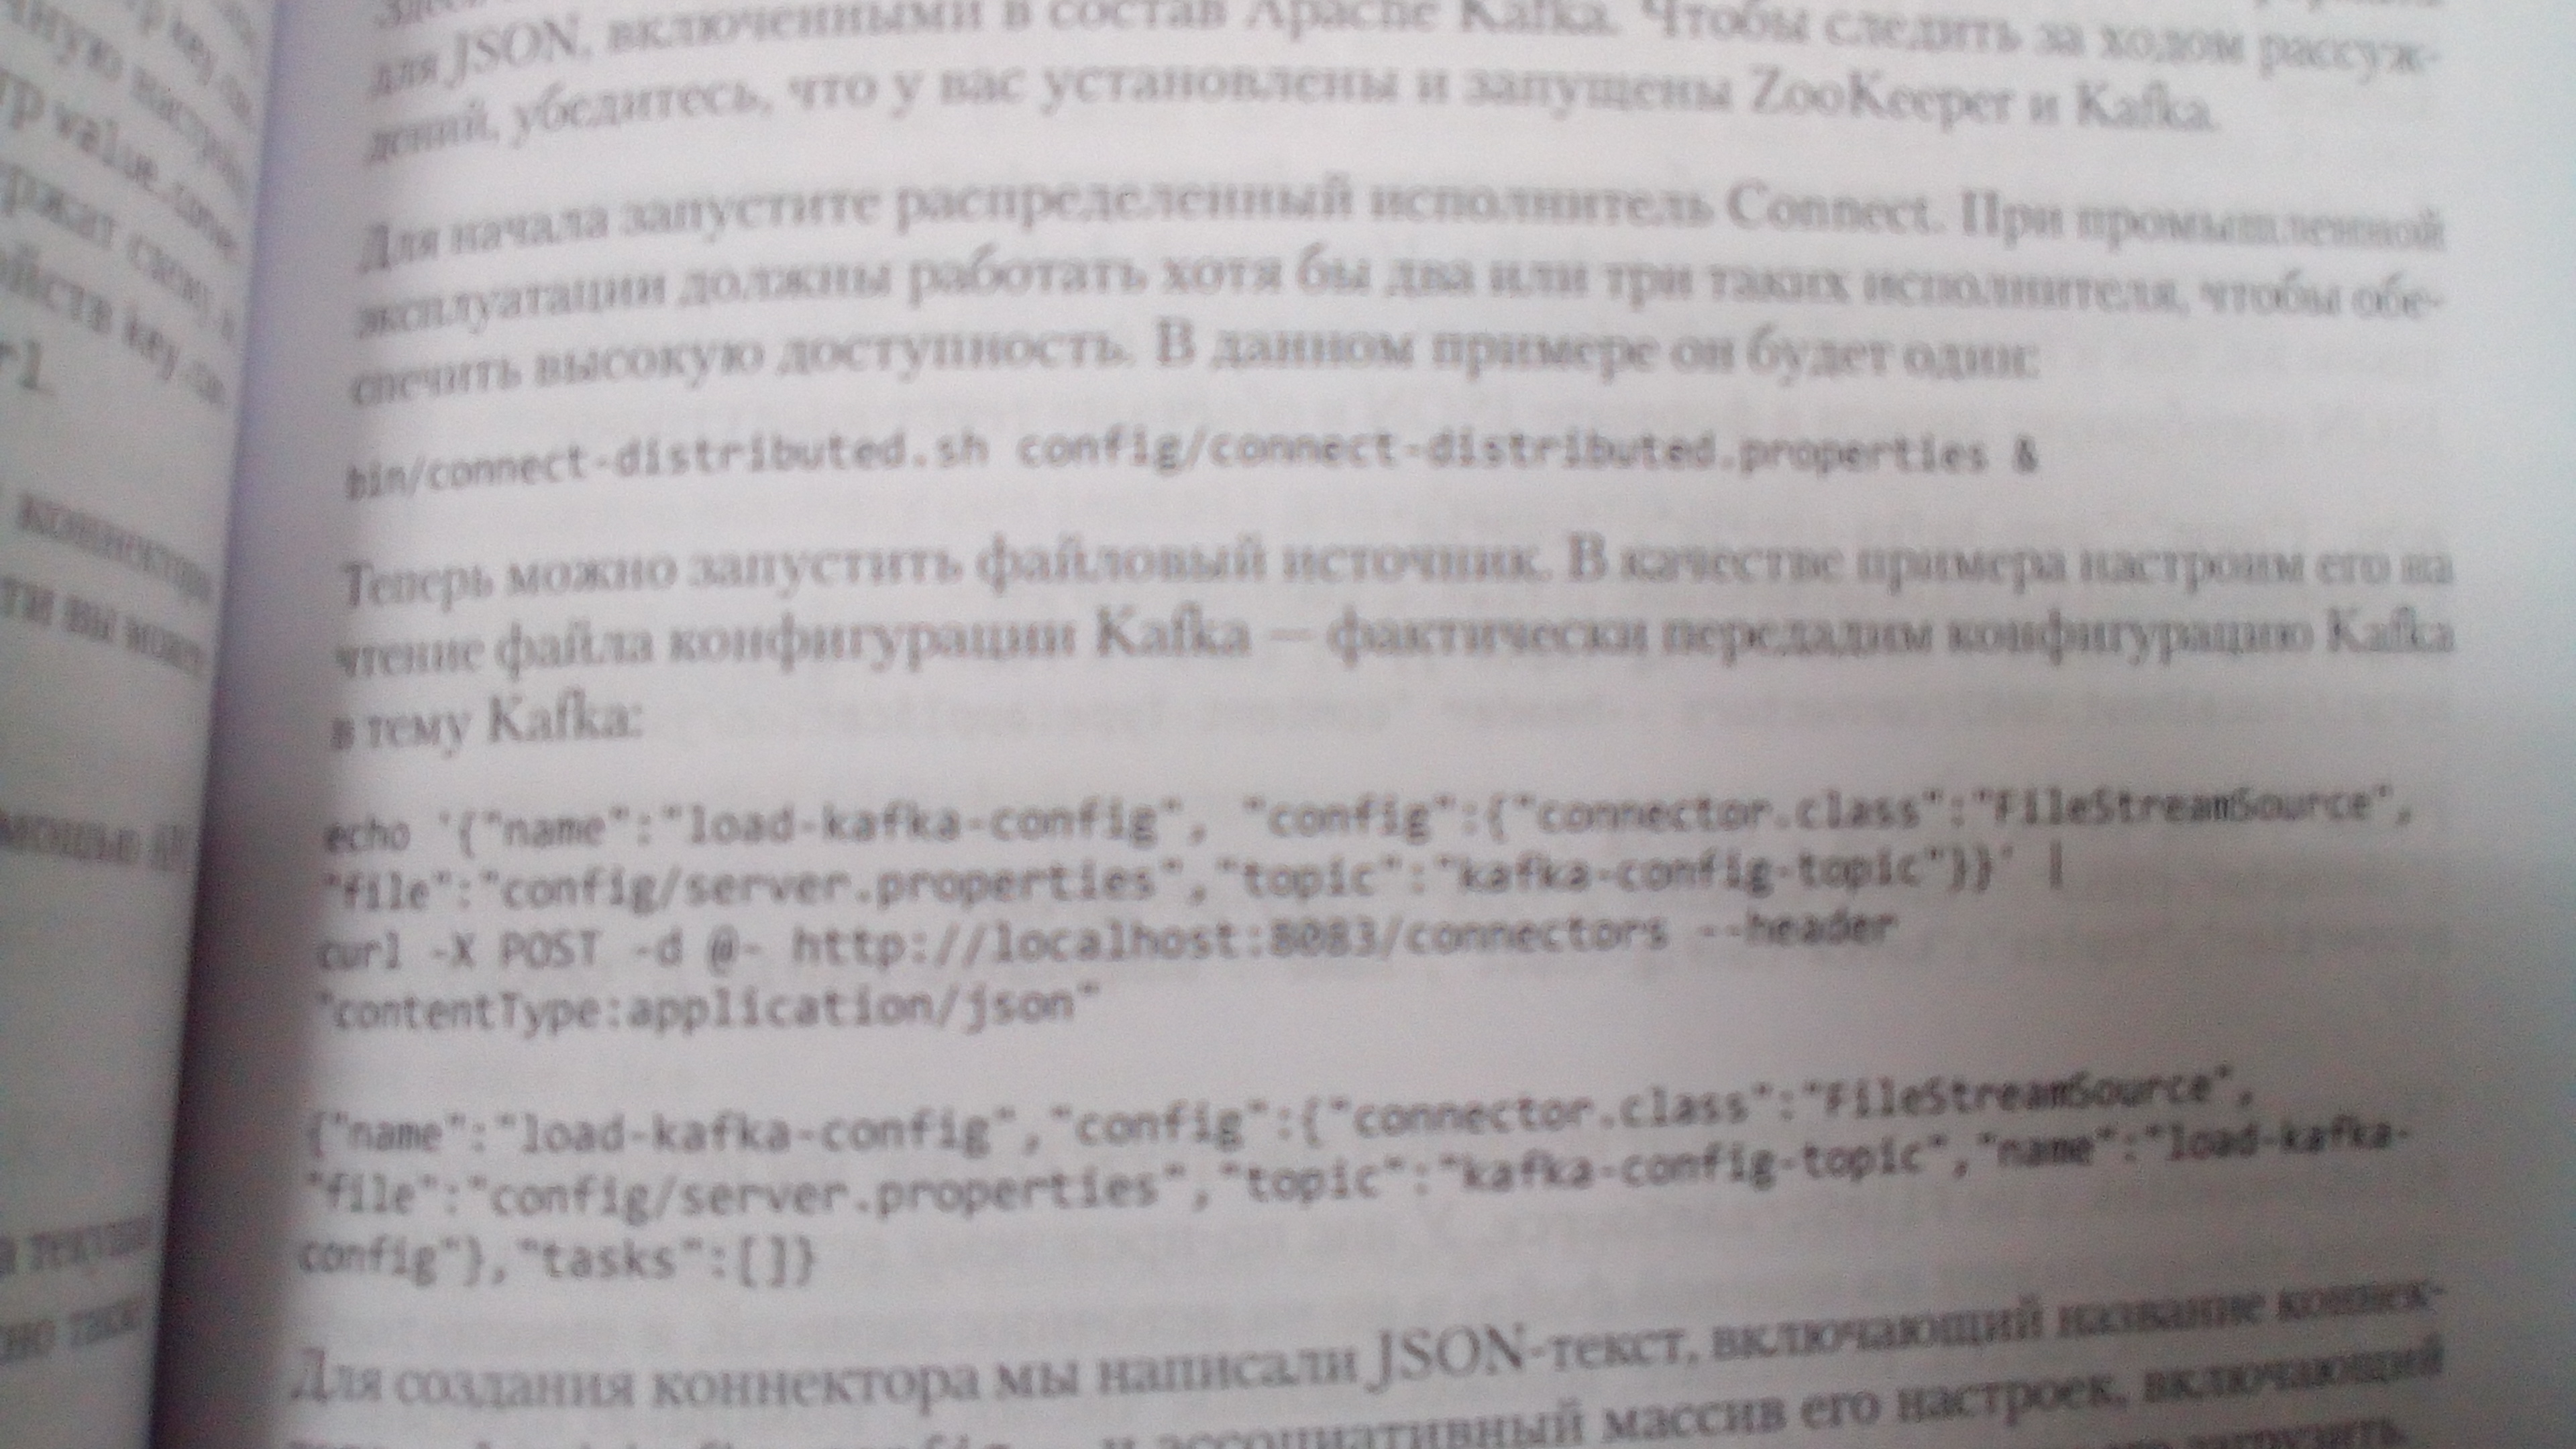 для JSON, включенными в состав Apache Kafka. Чтобы следить за ходом рассуж-
дений, убедитесь, что у вас установлены и запущены ZooKeeper и Kafka.
Для начала запустите распределенный исполнитель Connect. При промышленной
эксплуатации должны работать хотя бы два или три таких исполнителя, чтобы обе-
спечить высокую доступность. В данном примере он будет один:
bin/connect-distributed.sh config/connect-distributed.properties &
Теперь можно запустить файловый источник. В качестве примера настроим его на
чтение файла конфигурации Kafka — фактически передадим конфигурацию Kafka
в тему Kafka:
echo '{"name":"load-kafka-config", "config":{"connector.class":"FileStreamSource",
"file":"config/server.properties","topic":"kafka-config-topic"}}' |
curl -X POST -d @- http://localhost:8083/connectors --header
"contentType:application/json"
{"name":"load-kafka-config","config":{"connector.class":"FileStreamSource",
"file":"config/server.properties","topic":"kafka-config-topic","name":"load-kafka-
config"},"tasks":[]}
Для создания коннектора мы написали JSON-текст, включающий название коннек-
и ассоциативный массив его настроек, включающий